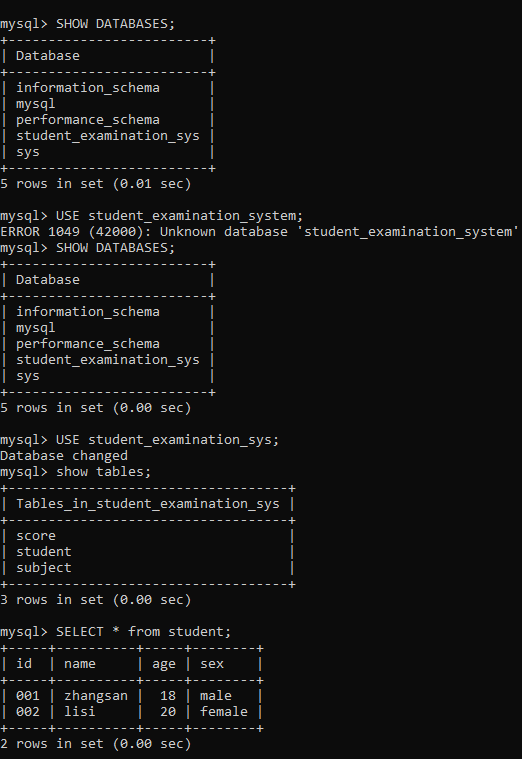 mysql> SHOW DATABASES;
+-------------------------+
| Database                |
+-------------------------+
| information_schema      |
| mysql                   |
| performance_schema      |
| student_examination_sys |
| sys                     |
+-------------------------+
5 rows in set (0.01 sec)
mysql> USE student_examination_system;
ERROR 1049 (42000): Unknown database 'student_examination_system'
mysql> SHOW DATABASES;
+-------------------------+
| Database                |
+-------------------------+
| information_schema      |
| mysql                   |
| performance_schema      |
| student_examination_sys |
| sys                     |
+-------------------------+
5 rows in set (0.00 sec)
mysql> USE student_examination_sys;
Database changed
mysql> show tables;
+-----------------------------------+
| Tables_in_student_examination_sys |
+-----------------------------------+
| score                             |
| student                           |
| subject                           |
+-----------------------------------+
3 rows in set (0.00 sec)
mysql> SELECT * from student;
+-----+----------+-----+--------+
| id  | name     | age | sex    |
+-----+----------+-----+--------+
| 001 | zhangsan |  18 | male   |
| 002 | lisi     |  20 | female |
+-----+----------+-----+--------+
2 rows in set (0.00 sec)